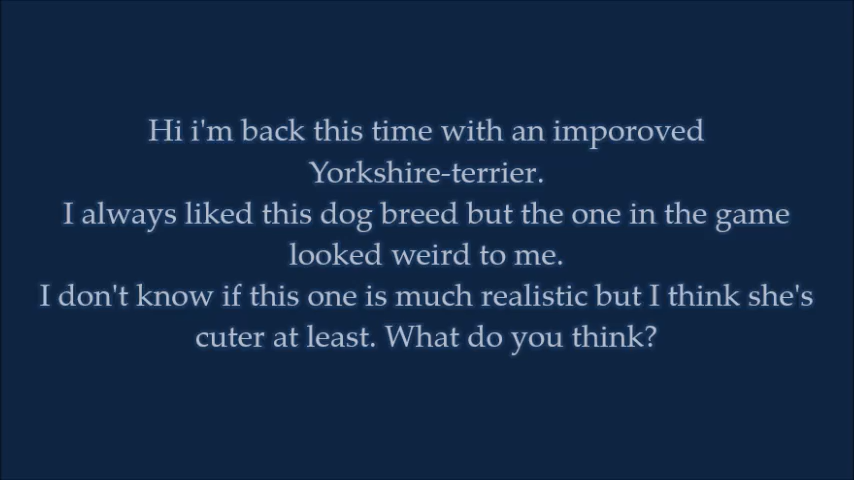 Hi i'm back this time with an imporoved
Yorkshire-terrier.
I always liked this dog breed but the one in the game
looked weird to me.
I don't know if this one is much realistic but I think she's
cuter at least. What do you think?